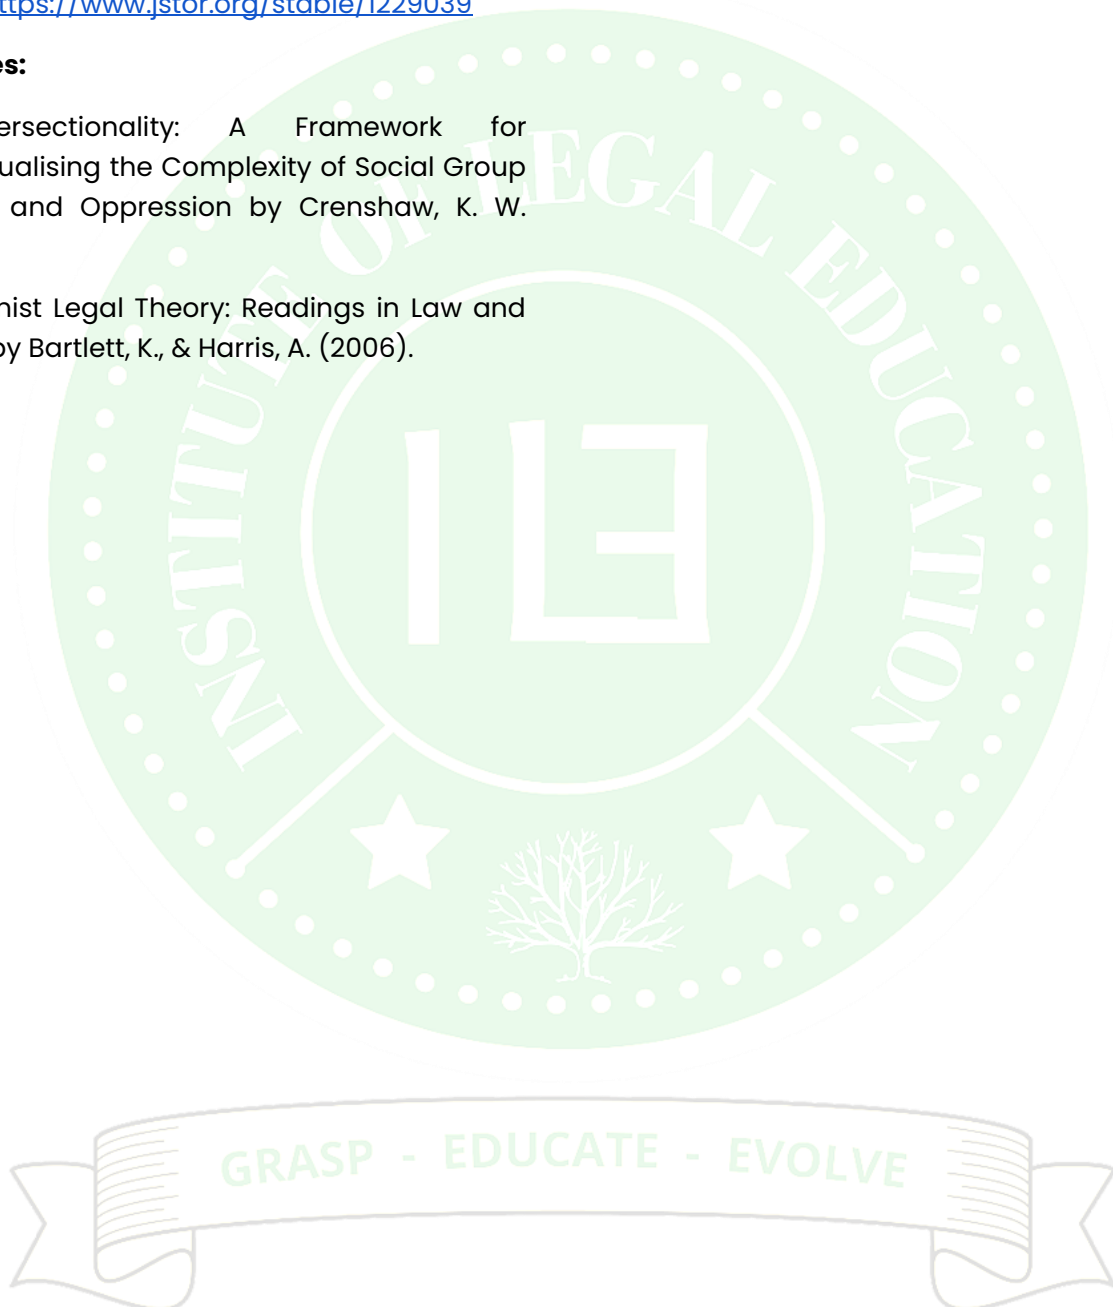 ttps://www.jstor.org/stable/1229039
es:
ersectionality: A Framework for
ualising the Complexity of Social Group
and Oppression by Crenshaw, K. W.
nist Legal Theory: Readings in Law and
by Bartlett, K., & Harris, A. (2006).
INSTITUTE OF LEGAL EDUCATION
ILE
GRASP - EDUCATE - EVOLVE